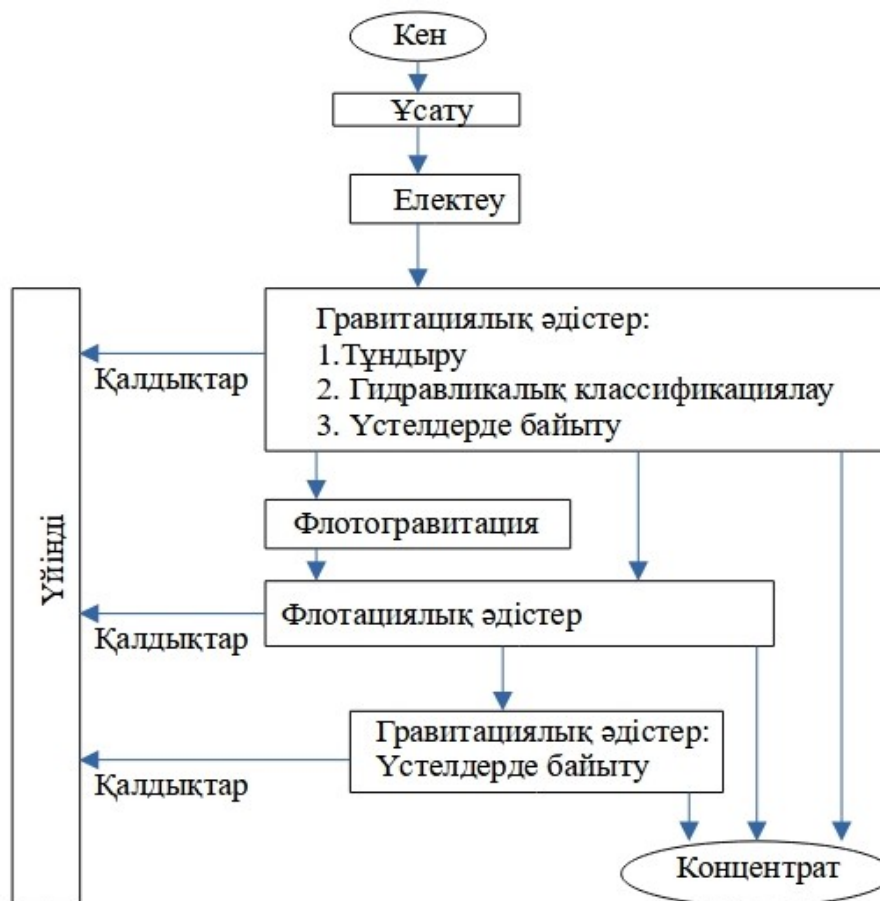 Кен
Ұсату
Електеу
Гравитациялық әдістер:
1.Тұндыру
2. Гидравликалық классификациялау
3. Үстелдерде байыту
Қалдықтар
Флотогравитация
Үйінді
Флотациялық әдістер
Қалдықтар
Гравитациялық әдістер:
Үстелдерде байыту
Қалдықтар
Концентрат